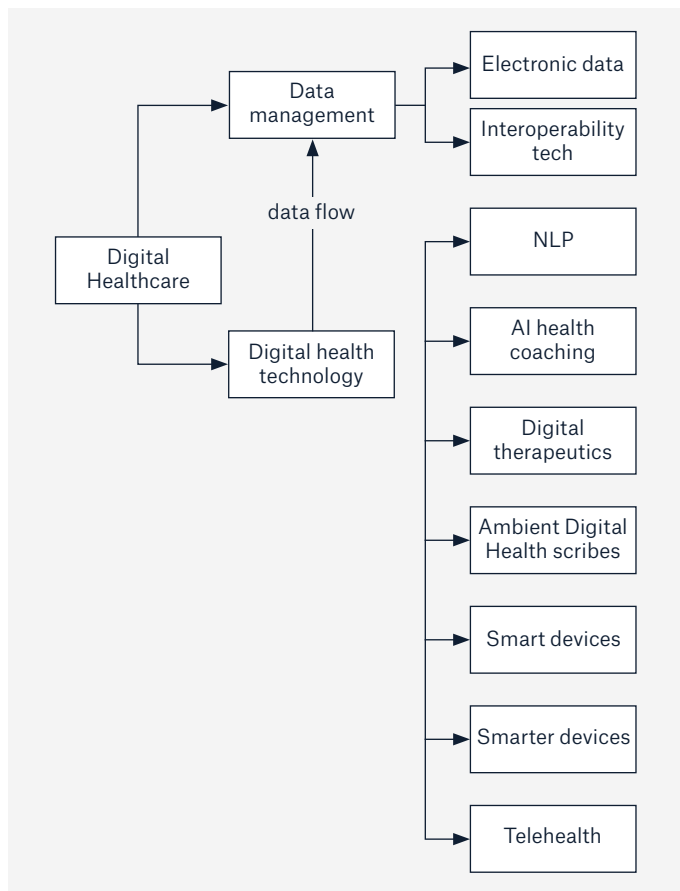 Electronic data
Data
management
Interoperability
tech
data flow
NLP
Digital
Healthcare
AI health
coaching
Digital health
technology
Digital
therapeutics
Ambient Digital
Health scribes
Smart devices
Smarter devices
Telehealth